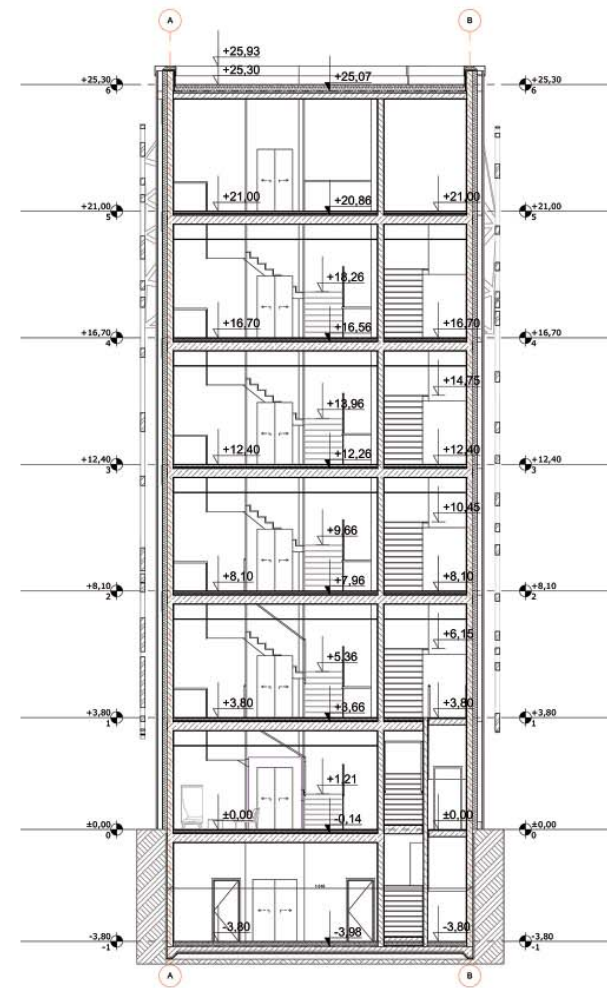 A B
+25,93
+25,30 +25,30 +25,07 +25,30
6 6
+21,00 +21,00 +20,86 +21,00 +21,00
5 5
+18,26
+16,70 +16,70 +16,56 +16,70 +16,70
4 4
+14,75
+13,96
+12,40 +12,40 +12,26 +12,40 +12,40
3 3
+10,45
+9,66
+8,10 +8,10 +7,96 +8,10 +8,10
2 2
+6,15
+5,36
+3,80 +3,80 +3,66 +3,80 +3,80
1 1
+1,21
±0,00 ±0,00 -0,14 ±0,00 ±0,00
0 0
-3,80 -3,80 -3,98 -3,80 -3,80
-1 -1
A B